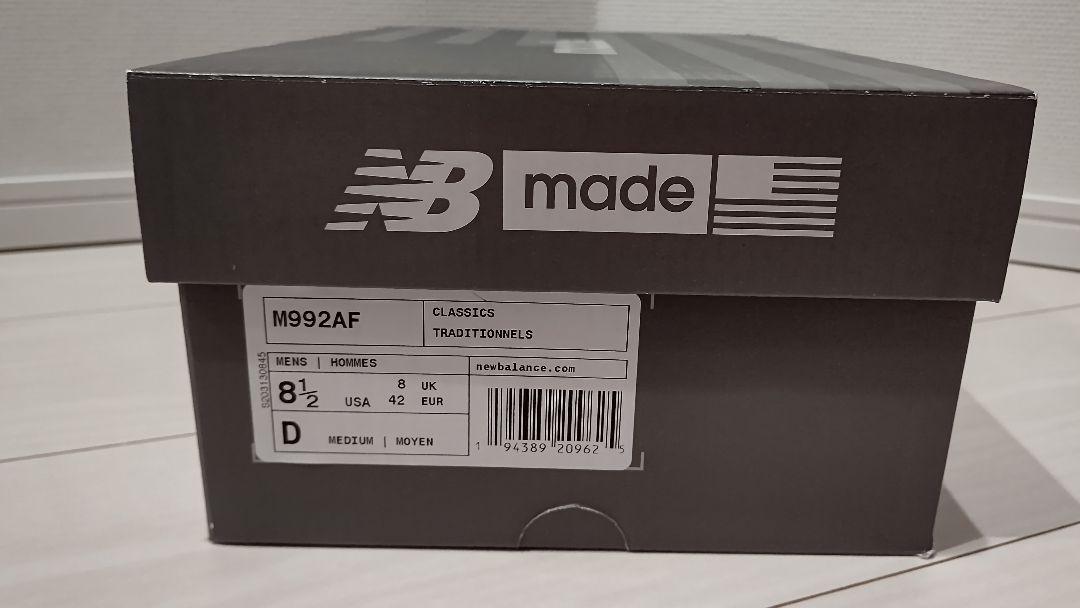 NB made
M992AF
CLASSICS
TRADITIONNELS
MENS | HOMMES
newbalance.com
8½ USA
8 UK
42 EUR
D MEDIUM | MOYEN
S203130845
1 94389 20962 5